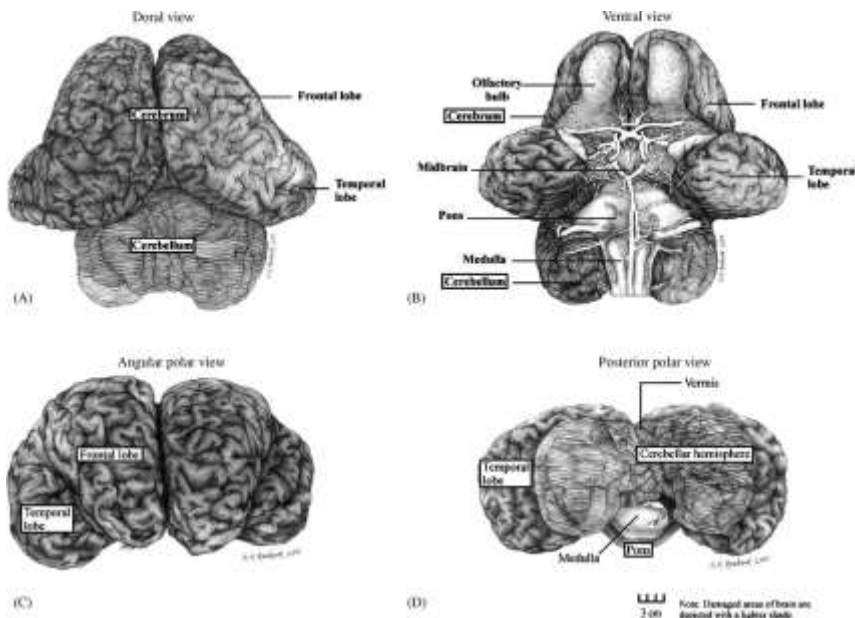 Doral view
Frontal lobe
Cerebrum
Temporal
lobe
Cerebellum
(A)
Ventral view
Olfactory
bulb
Cerebrum
Frontal lobe
Midbrain
Temporal
lobe
Pons
Medulla
Cerebellum
(B)
Angular polar view
Frontal lobe
Temporal
lobe
(C)
Posterior polar view
Vermis
Cerebellar hemisphere
Temporal
lobe
Medulla
Pons
(D)
3 cm
Note: Damaged areas of brain are
depicted with a lighter shade